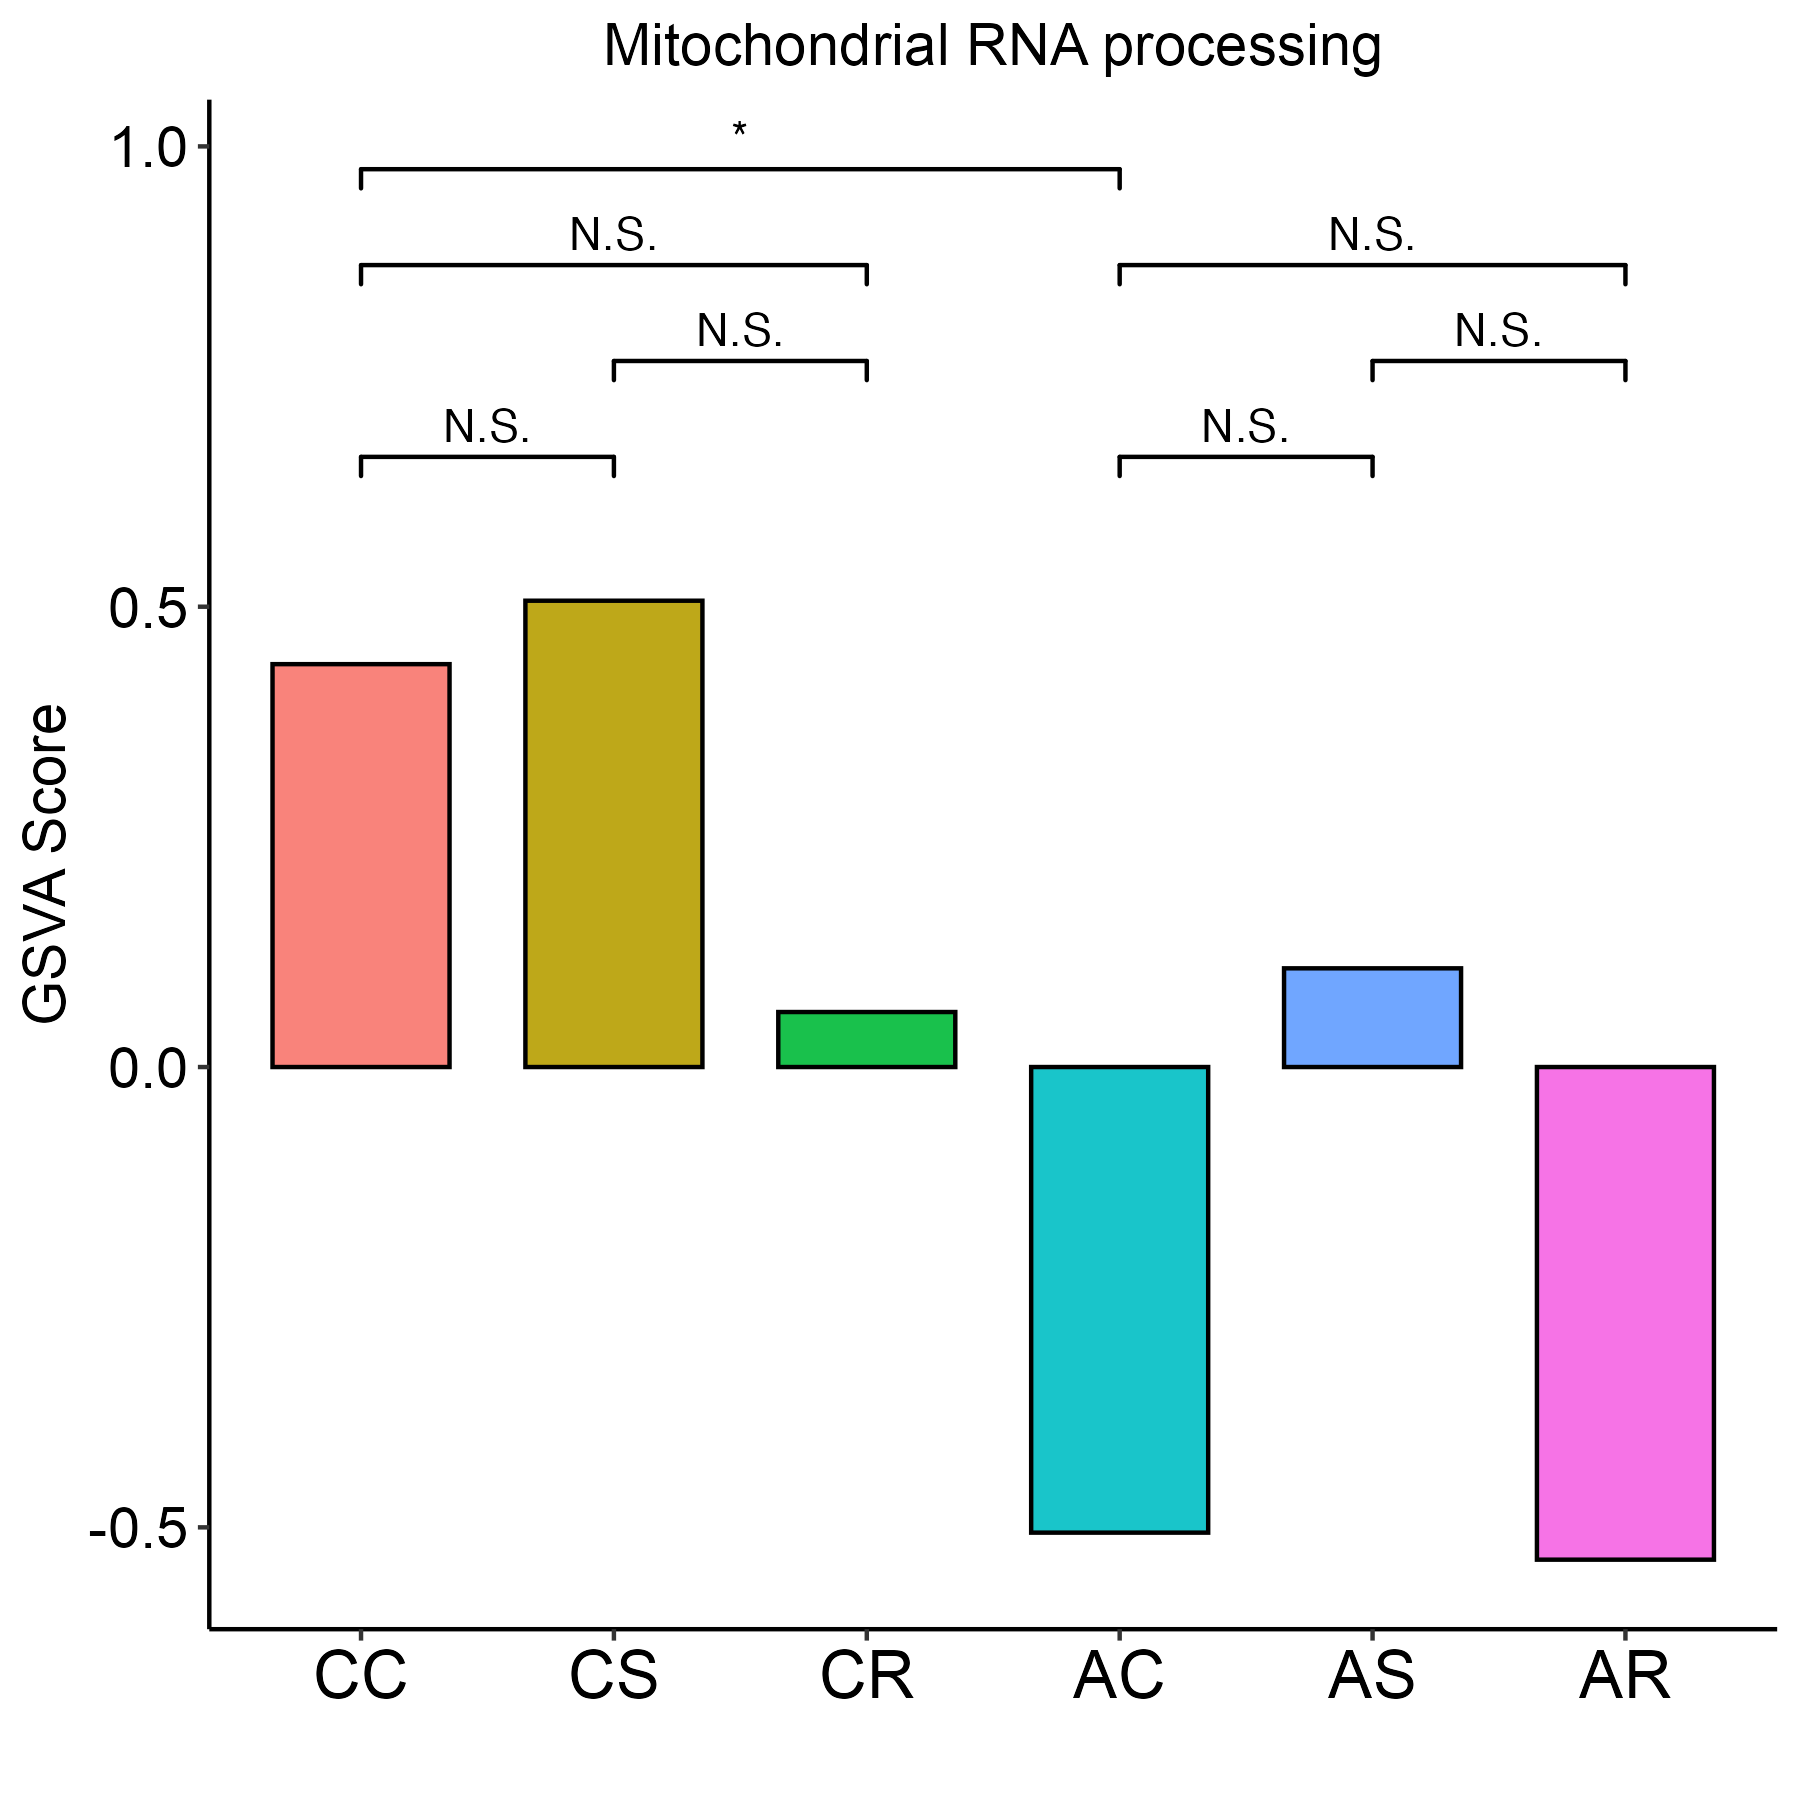 Mitochondrial RNA processing
*
N.S.
N.S.
N.S.
N.S.
N.S.
N.S.
1.0
0.5
0.0
-0.5
GSVA Score
CC
CS
CR
AC
AS
AR